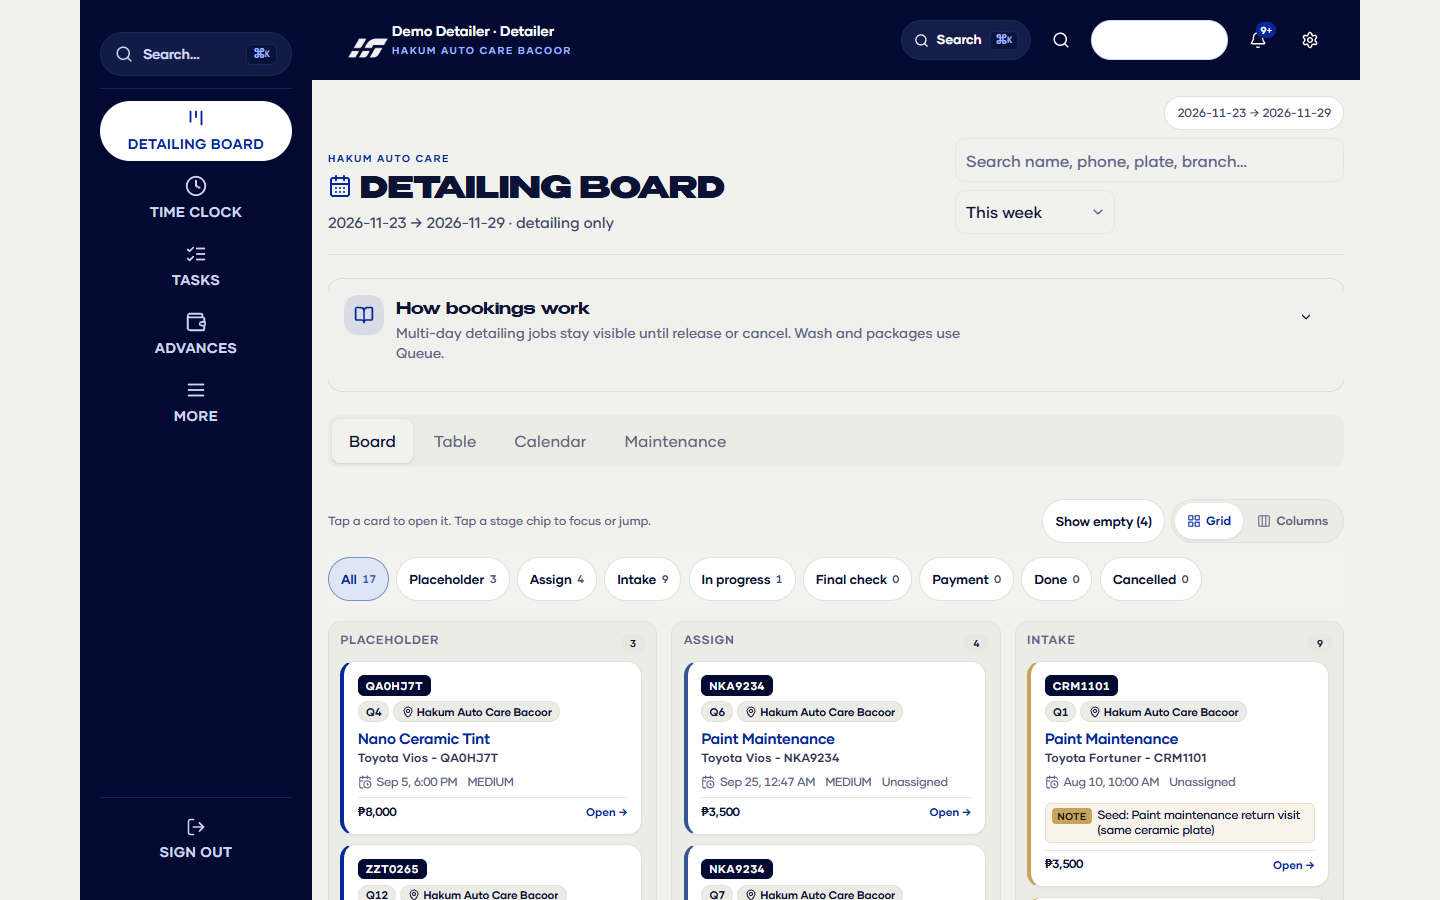 Search...
⌘K
DETAILING BOARD
TIME CLOCK
TASKS
ADVANCES
MORE
SIGN OUT
Demo Detailer · Detailer
HAKUM AUTO CARE BACOOR
Search
⌘K
9+
2026-11-23 → 2026-11-29
HAKUM AUTO CARE
DETAILING BOARD
2026-11-23 → 2026-11-29 · detailing only
Search name, phone, plate, branch...
This week
How bookings work
Multi-day detailing jobs stay visible until release or cancel. Wash and packages use
Queue.
Board
Table
Calendar
Maintenance
Tap a card to open it. Tap a stage chip to focus or jump.
Show empty (4)
Grid
Columns
All 17
Placeholder 3
Assign 4
Intake 9
In progress 1
Final check 0
Payment 0
Done 0
Cancelled 0
PLACEHOLDER
3
QA0HJ7T
Q4
Hakum Auto Care Bacoor
Nano Ceramic Tint
Toyota Vios - QA0HJ7T
Sep 5, 6:00 PM
MEDIUM
₱8,000
Open →
ZZT0265
Q12
Hakum Auto Care Bacoor
ASSIGN
4
NKA9234
Q6
Hakum Auto Care Bacoor
Paint Maintenance
Toyota Vios - NKA9234
Sep 25, 12:47 AM
MEDIUM
Unassigned
₱3,500
Open →
NKA9234
Q7
Hakum Auto Care Bacoor
INTAKE
9
CRM1101
Q1
Hakum Auto Care Bacoor
Paint Maintenance
Toyota Fortuner - CRM1101
Aug 10, 10:00 AM
Unassigned
NOTE
Seed: Paint maintenance return visit
(same ceramic plate)
₱3,500
Open →